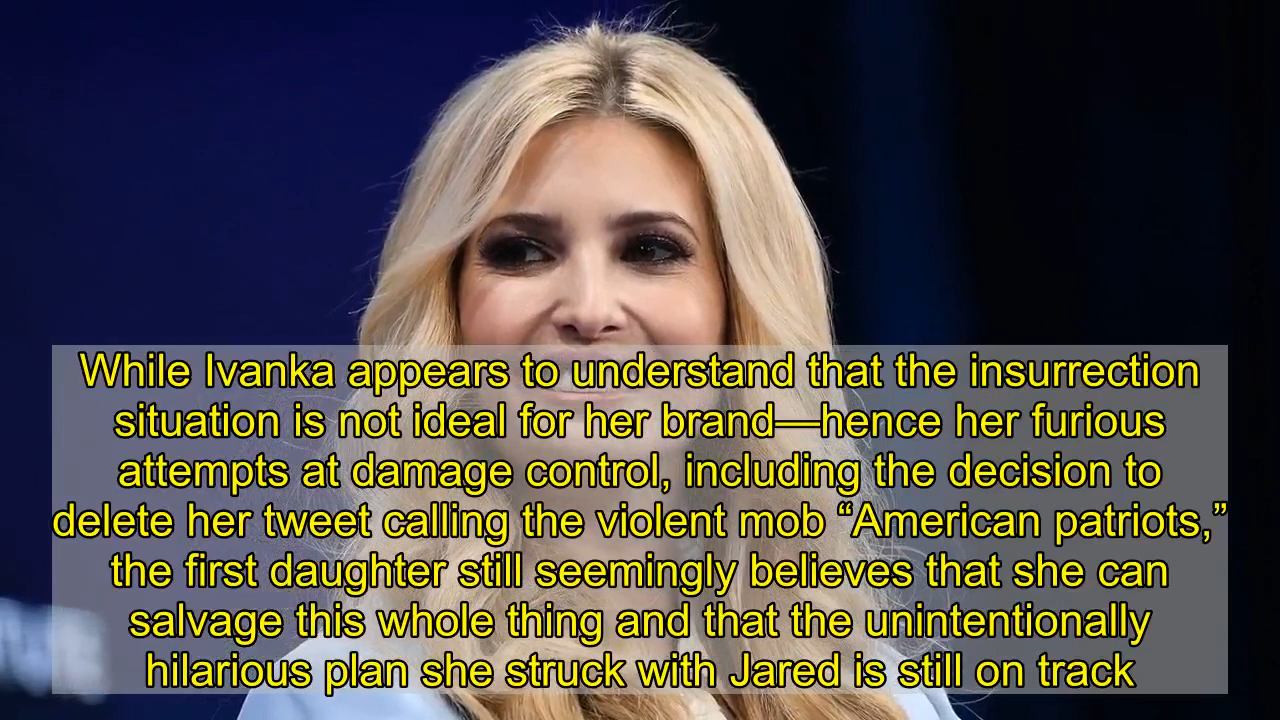 While Ivanka appears to understand that the insurrection
situation is not ideal for her brand—hence her furious
attempts at damage control, including the decision to
delete her tweet calling the violent mob “American patriots,”
the first daughter still seemingly believes that she can
salvage this whole thing and that the unintentionally
hilarious plan she struck with Jared is still on track